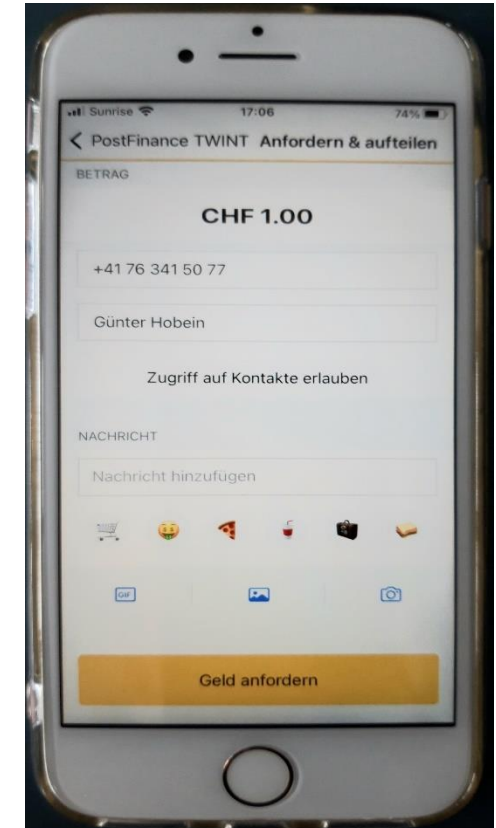 Sunrise 17:06 74%
PostFinance TWINT Anfordern & aufteilen
BETRAG
CHF 1.00
+41 76 341 50 77
Günter Hobein
Zugriff auf Kontakte erlauben
NACHRICHT
Nachricht hinzufügen
GIF
Geld anfordern